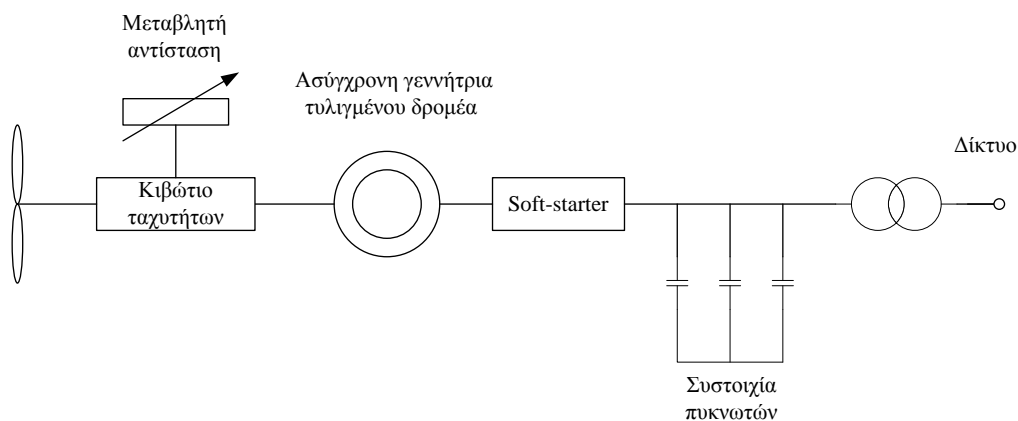 Μεταβλητή
αντίσταση
Ασύγχρονη γεννήτρια
τυλιγμένου δρομέα
Δίκτυο
Κιβώτιο
ταχυτήτων
Soft-starter
Συστοιχία
πυκνωτών